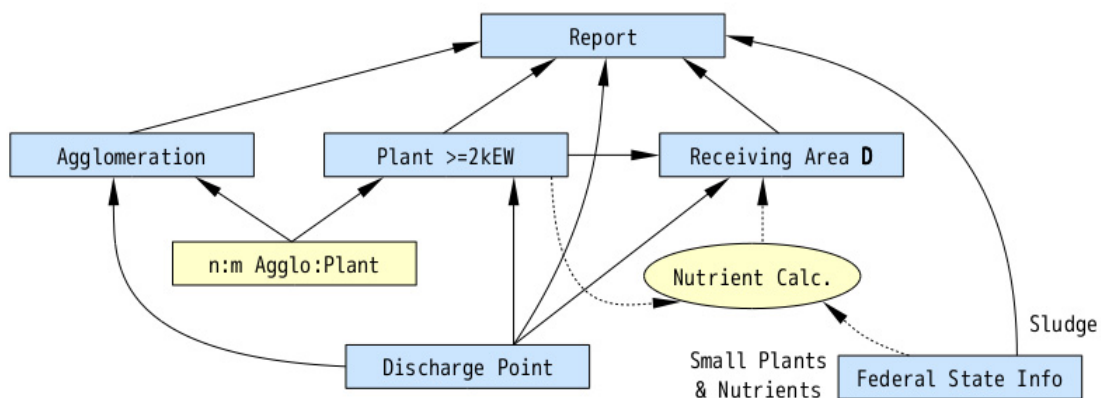 Report
Agglomeration
Plant >=2kEW
Receiving Area D
n:m Agglo:Plant
Nutrient Calc.
Sludge
Discharge Point
Small Plants
& Nutrients
Federal State Info